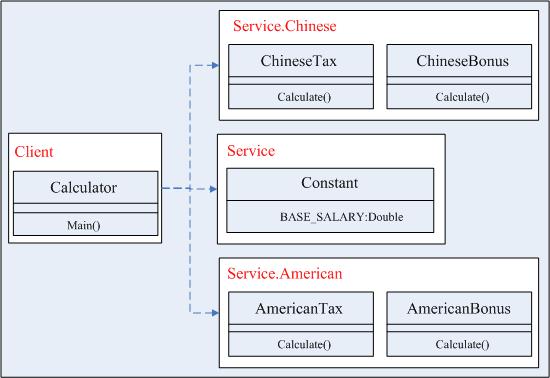 Service.Chinese
ChineseTax
Calculate()
ChineseBonus
Calculate()
Client
Calculator
Main()
Service
Constant
BASE_SALARY:Double
Service.American
AmericanTax
Calculate()
AmericanBonus
Calculate()